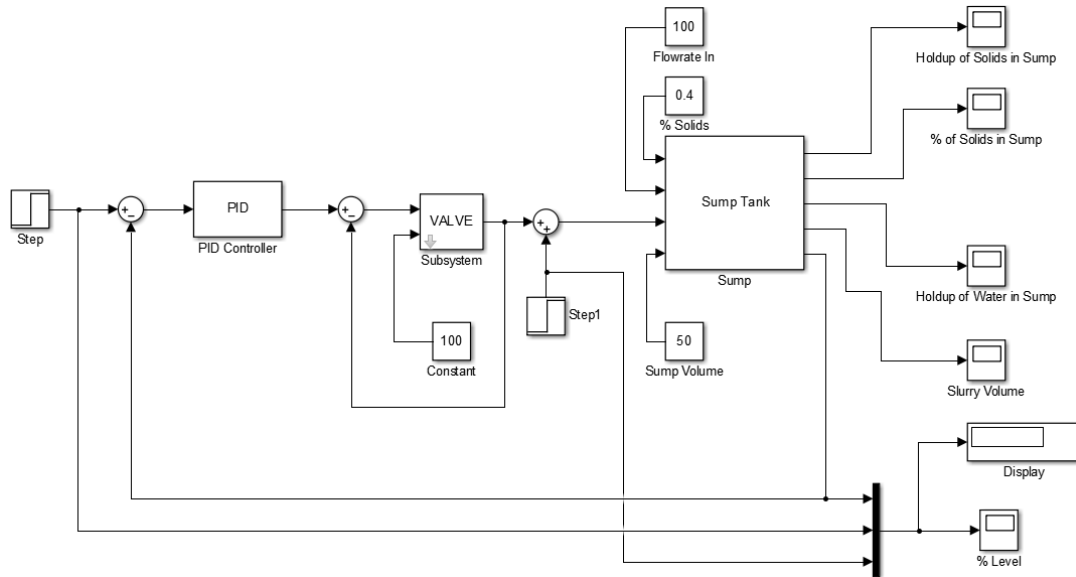 100
Flowrate In
Holdup of Solids in Sump
0.4
% Solids
% of Solids in Sump
Step
+
−
PID
PID Controller
+
−
VALVE
Subsystem
+
+
Sump Tank
Sump
Step1
Holdup of Water in Sump
100
Constant
50
Sump Volume
Slurry Volume
Display
% Level